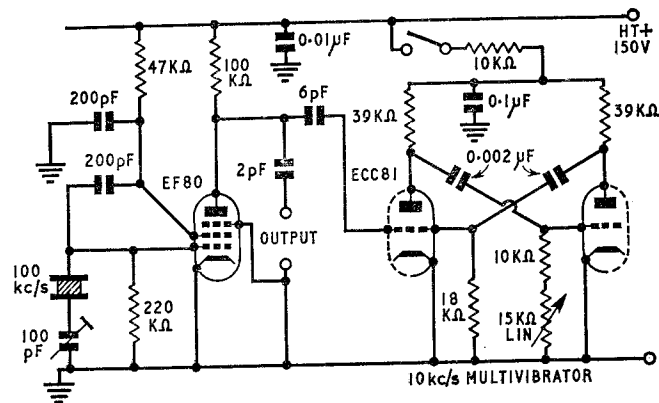 0·01µF
HT+
150V
47KΩ
100
KΩ
10KΩ
200pF
6pF
39KΩ
0·1µF
39KΩ
200pF
EF80
2pF
ECC81
0.002 µF
OUTPUT
100
kc/s
10KΩ
220
KΩ
18
KΩ
15KΩ
LIN
100
pF
10kc/s MULTIVIBRATOR